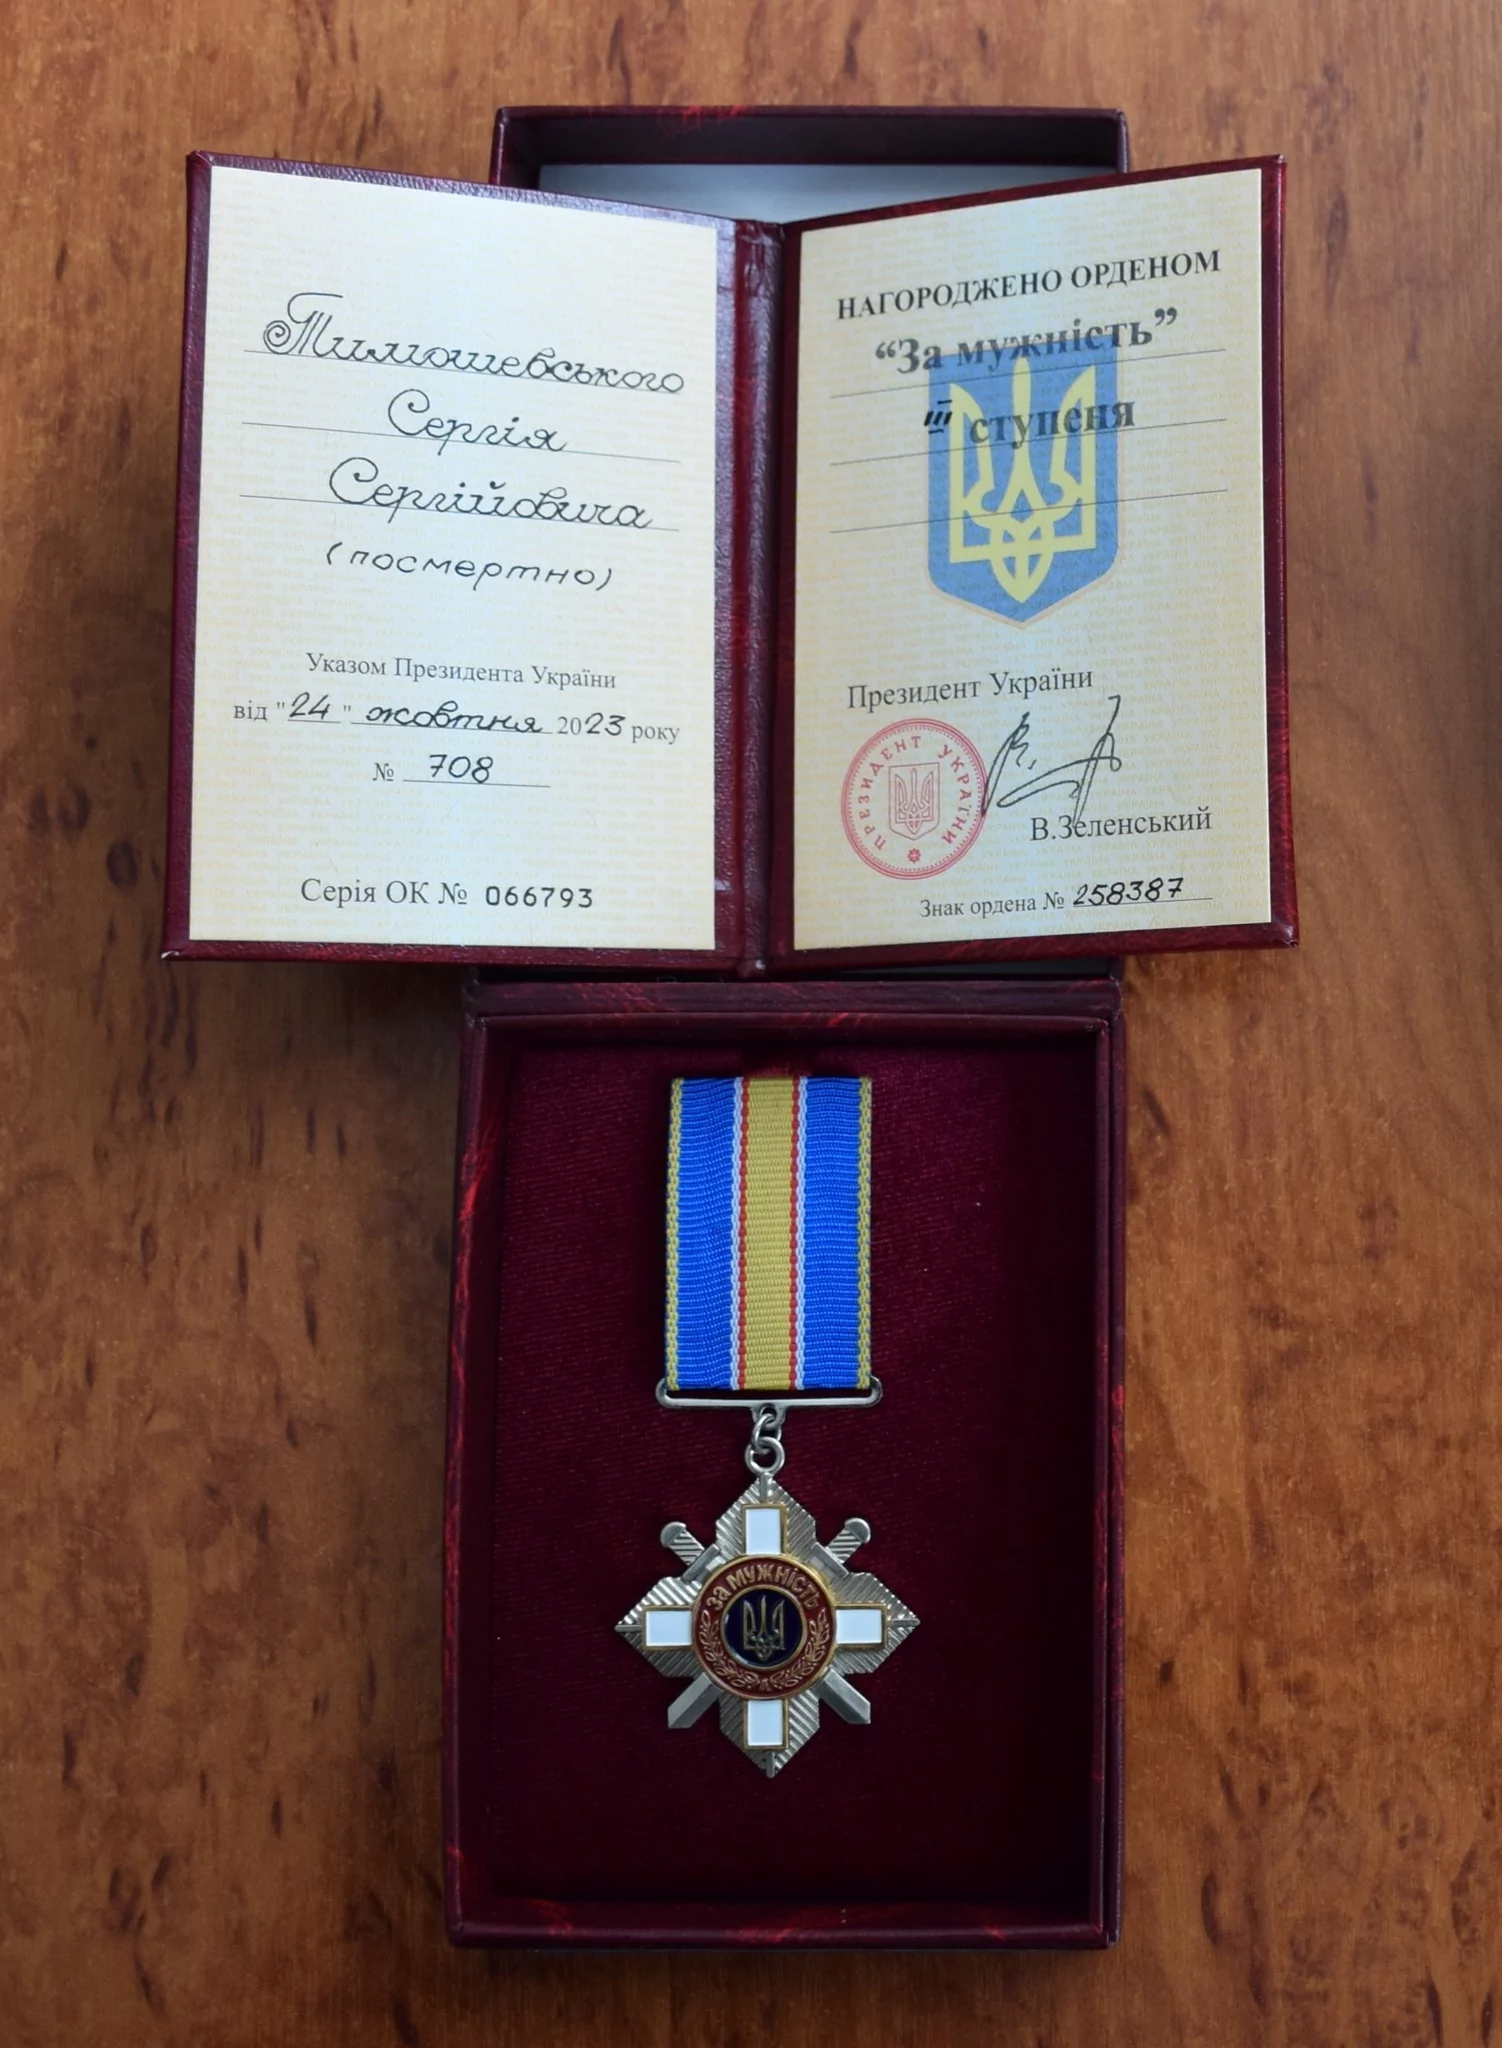 Тимошевського
Сергія
Сергійовича
(посмертно)
Указом Президента України
від "24" жовтня 2023 року
№ 708
Серія ОК № 066793
НАГОРОДЖЕНО ОРДЕНОМ
“За мужність”
III ступеня
Президент України
ПРЕЗИДЕНТ УКРАЇНИ
В.Зеленський
Знак ордена № 258387
ЗА МУЖНІСТЬ